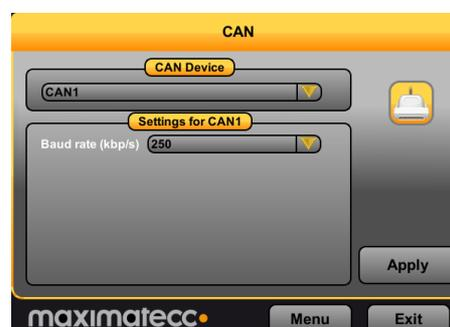 CAN
CAN Device
CAN1
Settings for CAN1
Baud rate (kbp/s) 250
Apply
maximatecc
Menu
Exit